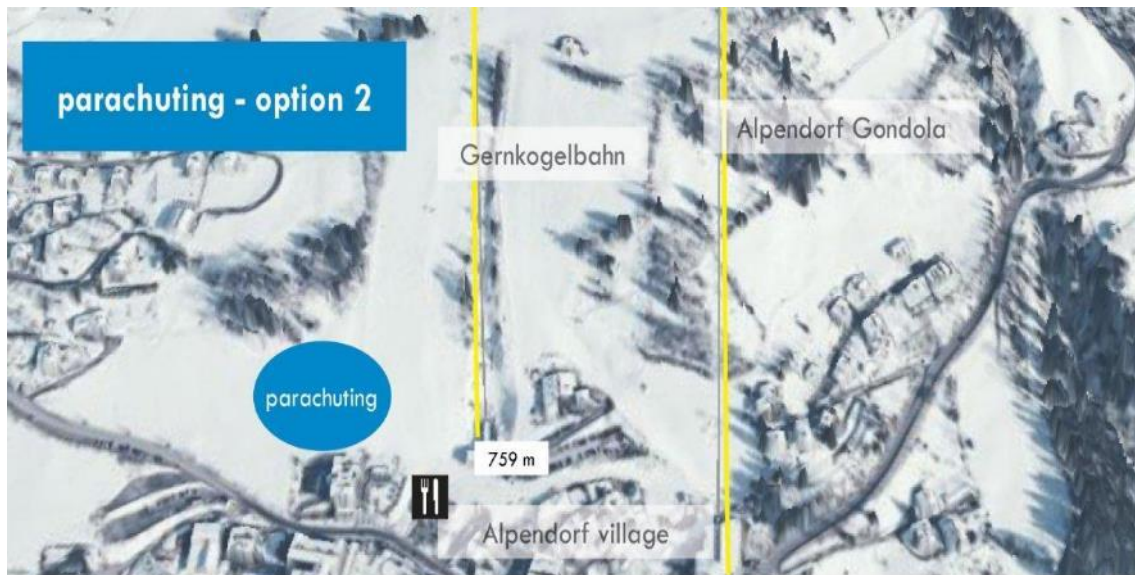 parachuting - option 2
Gernkogelbahn
Alpendorf Gondola
parachuting
759 m
Alpendorf village